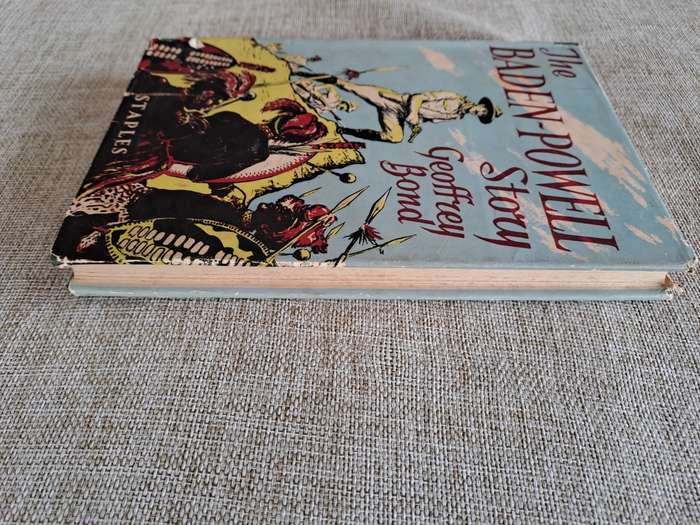 The
BADEN-POWELL
Story
Geoffrey
Bond
STAPLES